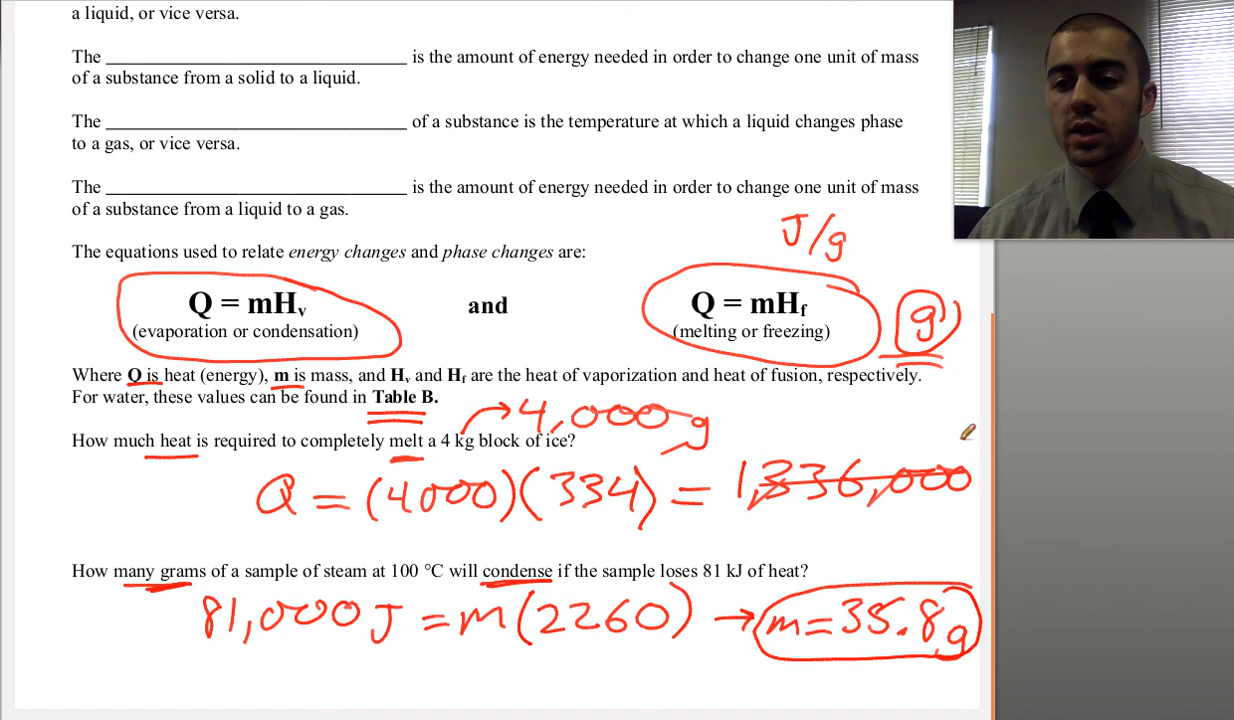 a liquid, or vice versa.
The ______________________________ is the amount of energy needed in order to change one unit of mass
of a substance from a solid to a liquid.
The ______________________________ of a substance is the temperature at which a liquid changes phase
to a gas, or vice versa.
The ______________________________ is the amount of energy needed in order to change one unit of mass
of a substance from a liquid to a gas.
J/g
The equations used to relate energy changes and phase changes are:
Q = mHv and Q = mHf g
(evaporation or condensation) (melting or freezing)
Where Q is heat (energy), m is mass, and Hv and Hf are the heat of vaporization and heat of fusion, respectively.
For water, these values can be found in Table B.
→4,000 g
How much heat is required to completely melt a 4 kg block of ice?
Q = (4000)(334) = 1,336,000
How many grams of a sample of steam at 100 °C will condense if the sample loses 81 kJ of heat?
81,000 J = m(2260) → m=35.8g